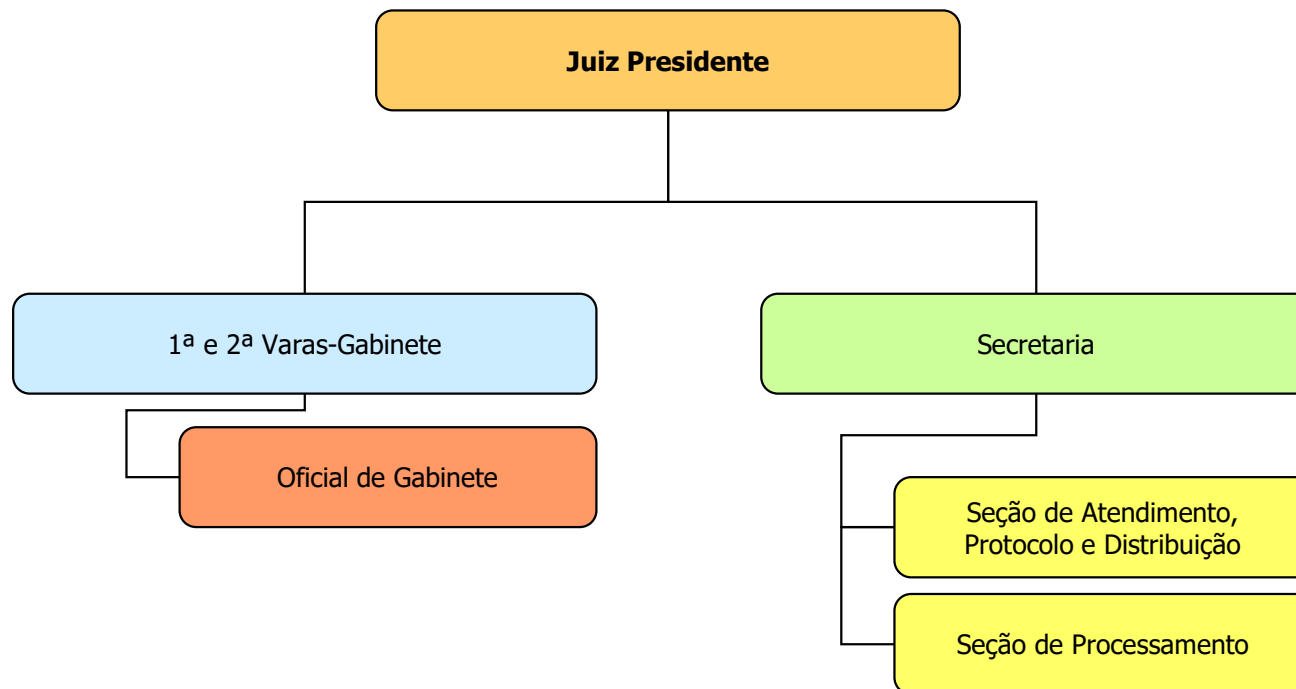 Juiz Presidente
1ª e 2ª Varas-Gabinete
Secretaria
Oficial de Gabinete
Seção de Atendimento,
Protocolo e Distribuição
Seção de Processamento